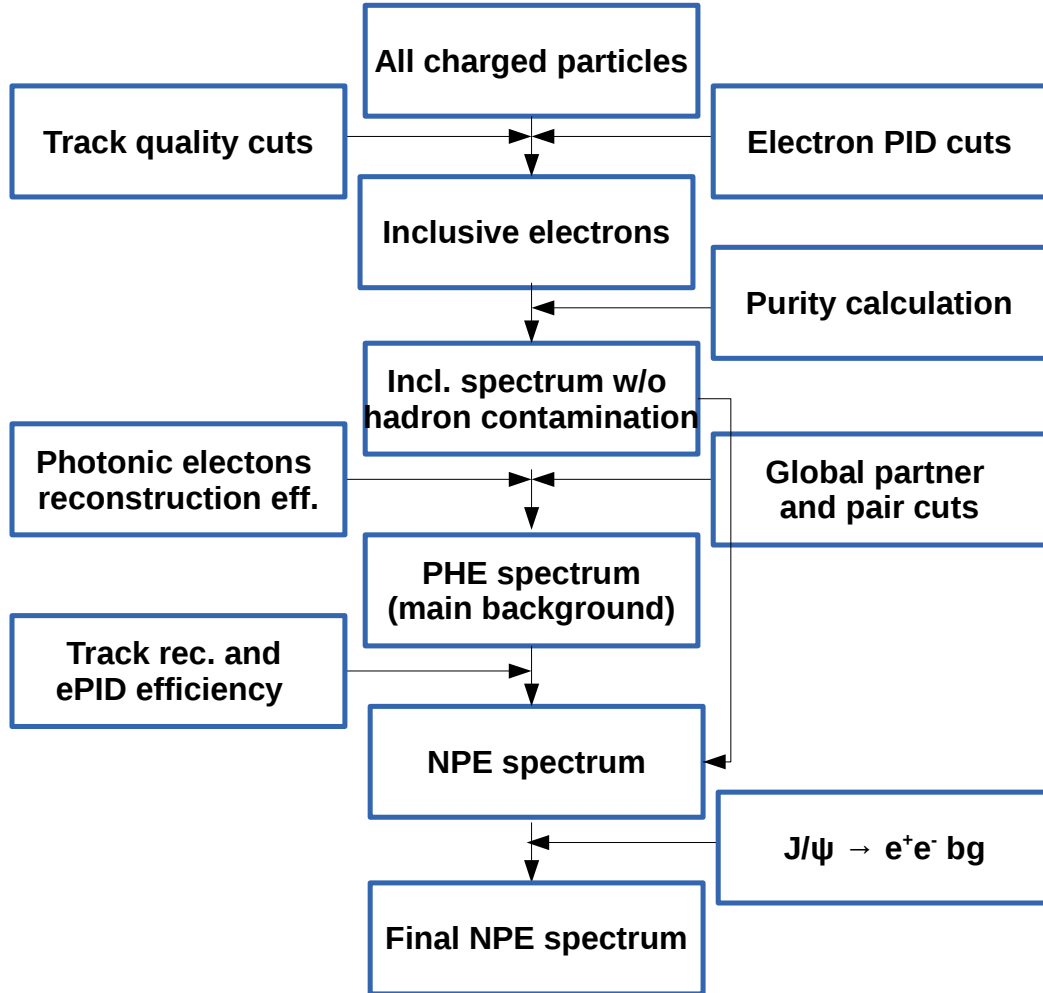 All charged particles
Track quality cuts
Electron PID cuts
Inclusive electrons
Purity calculation
Incl. spectrum w/o
hadron contamination
Photonic electons
reconstruction eff.
Global partner
and pair cuts
PHE spectrum
(main background)
Track rec. and
ePID efficiency
NPE spectrum
J/ψ → e⁺e⁻ bg
Final NPE spectrum